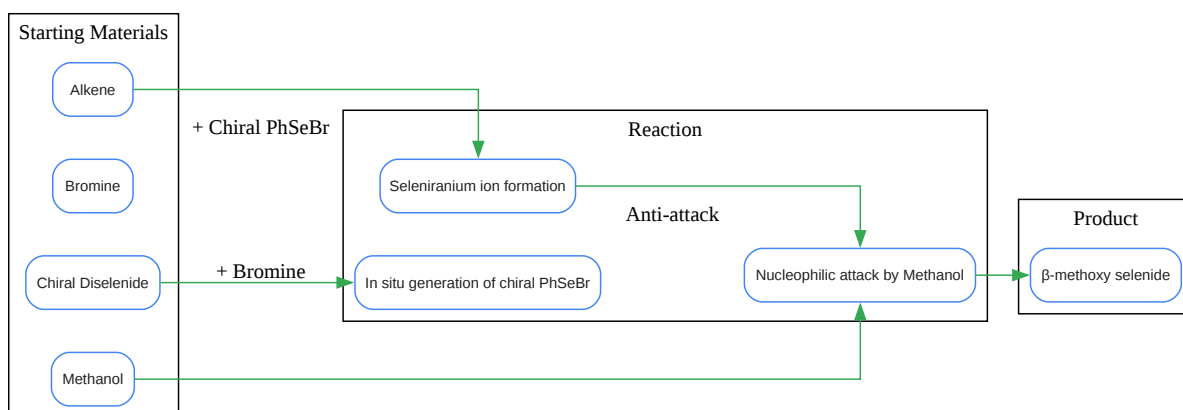 Starting Materials
Alkene
+ Chiral PhSeBr
Reaction
Bromine
Seleniranium ion formation
Anti-attack
Product
Chiral Diselenide
+ Bromine
In situ generation of chiral PhSeBr
Nucleophilic attack by Methanol
β-methoxy selenide
Methanol